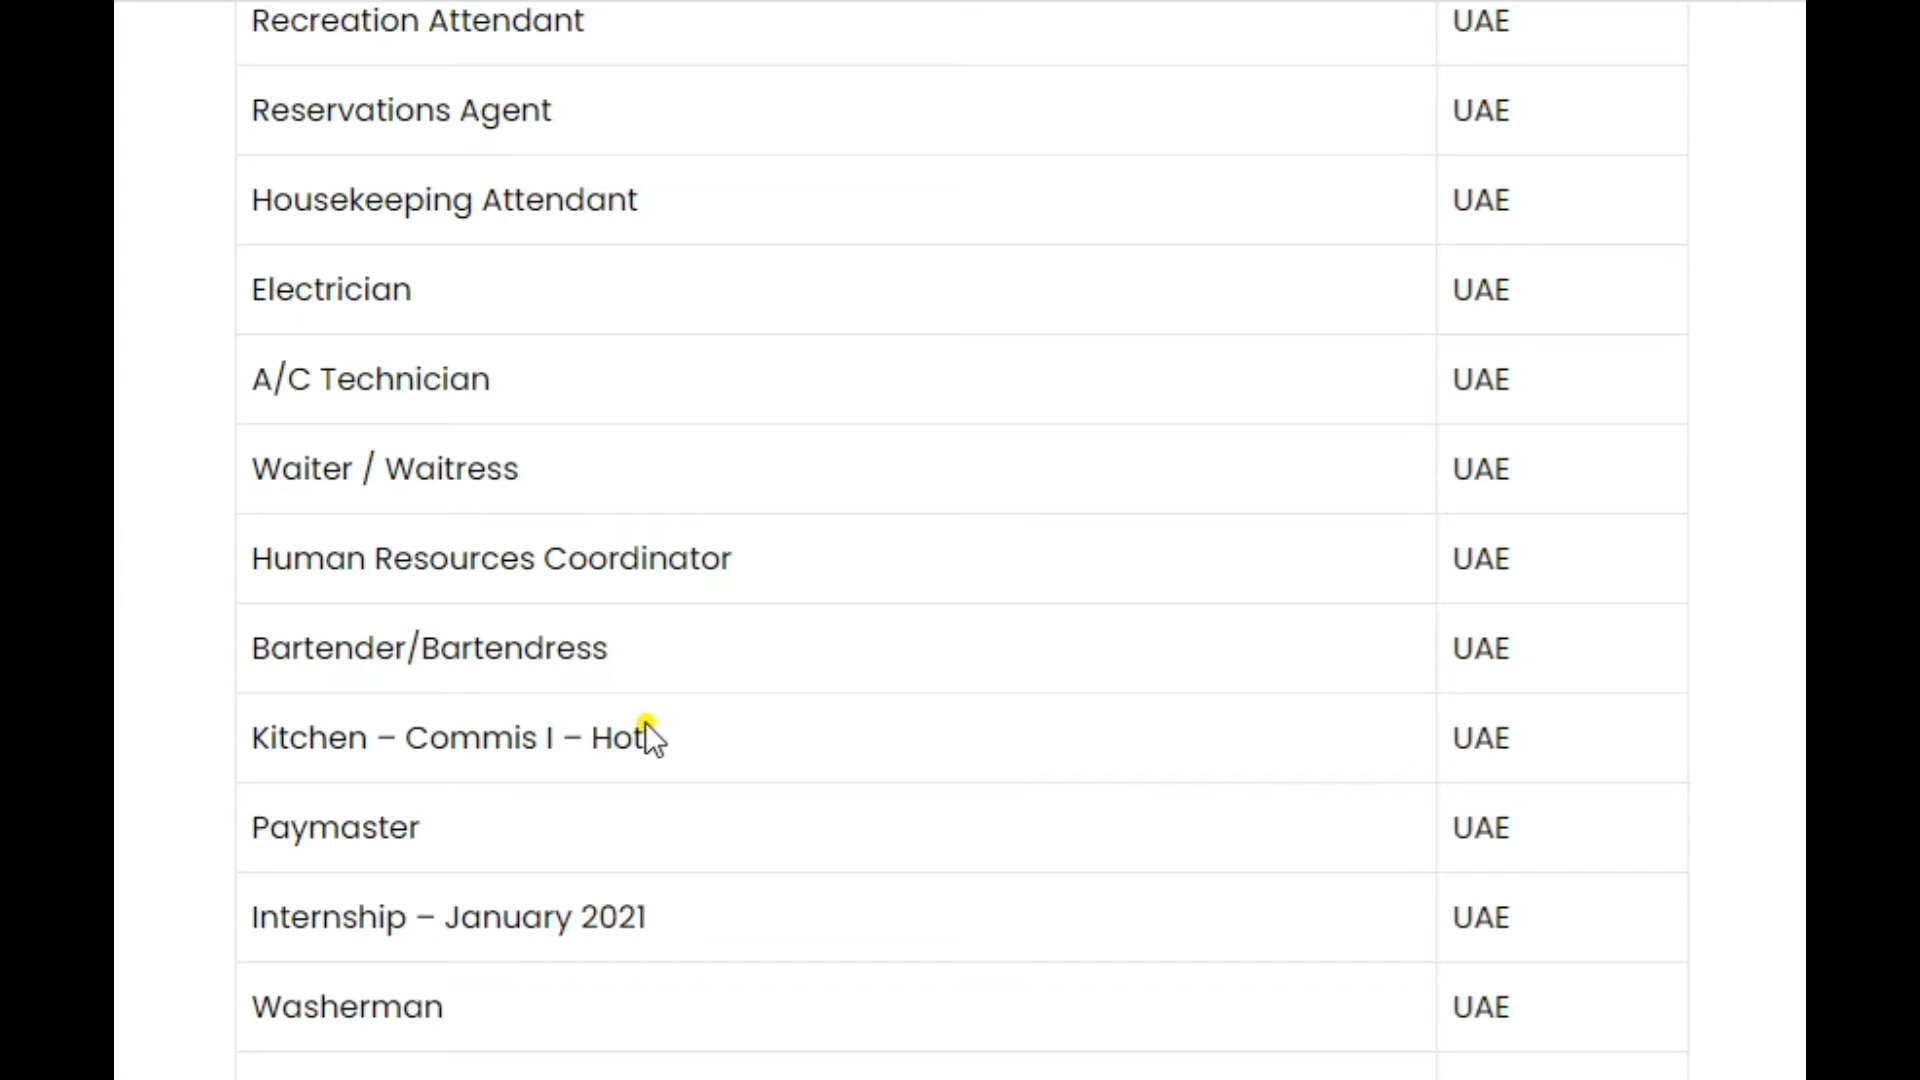 Recreation Attendant UAE
Reservations Agent UAE
Housekeeping Attendant UAE
Electrician UAE
A/C Technician UAE
Waiter / Waitress UAE
Human Resources Coordinator UAE
Bartender/Bartendress UAE
Kitchen – Commis I – Hot UAE
Paymaster UAE
Internship – January 2021 UAE
Washerman UAE